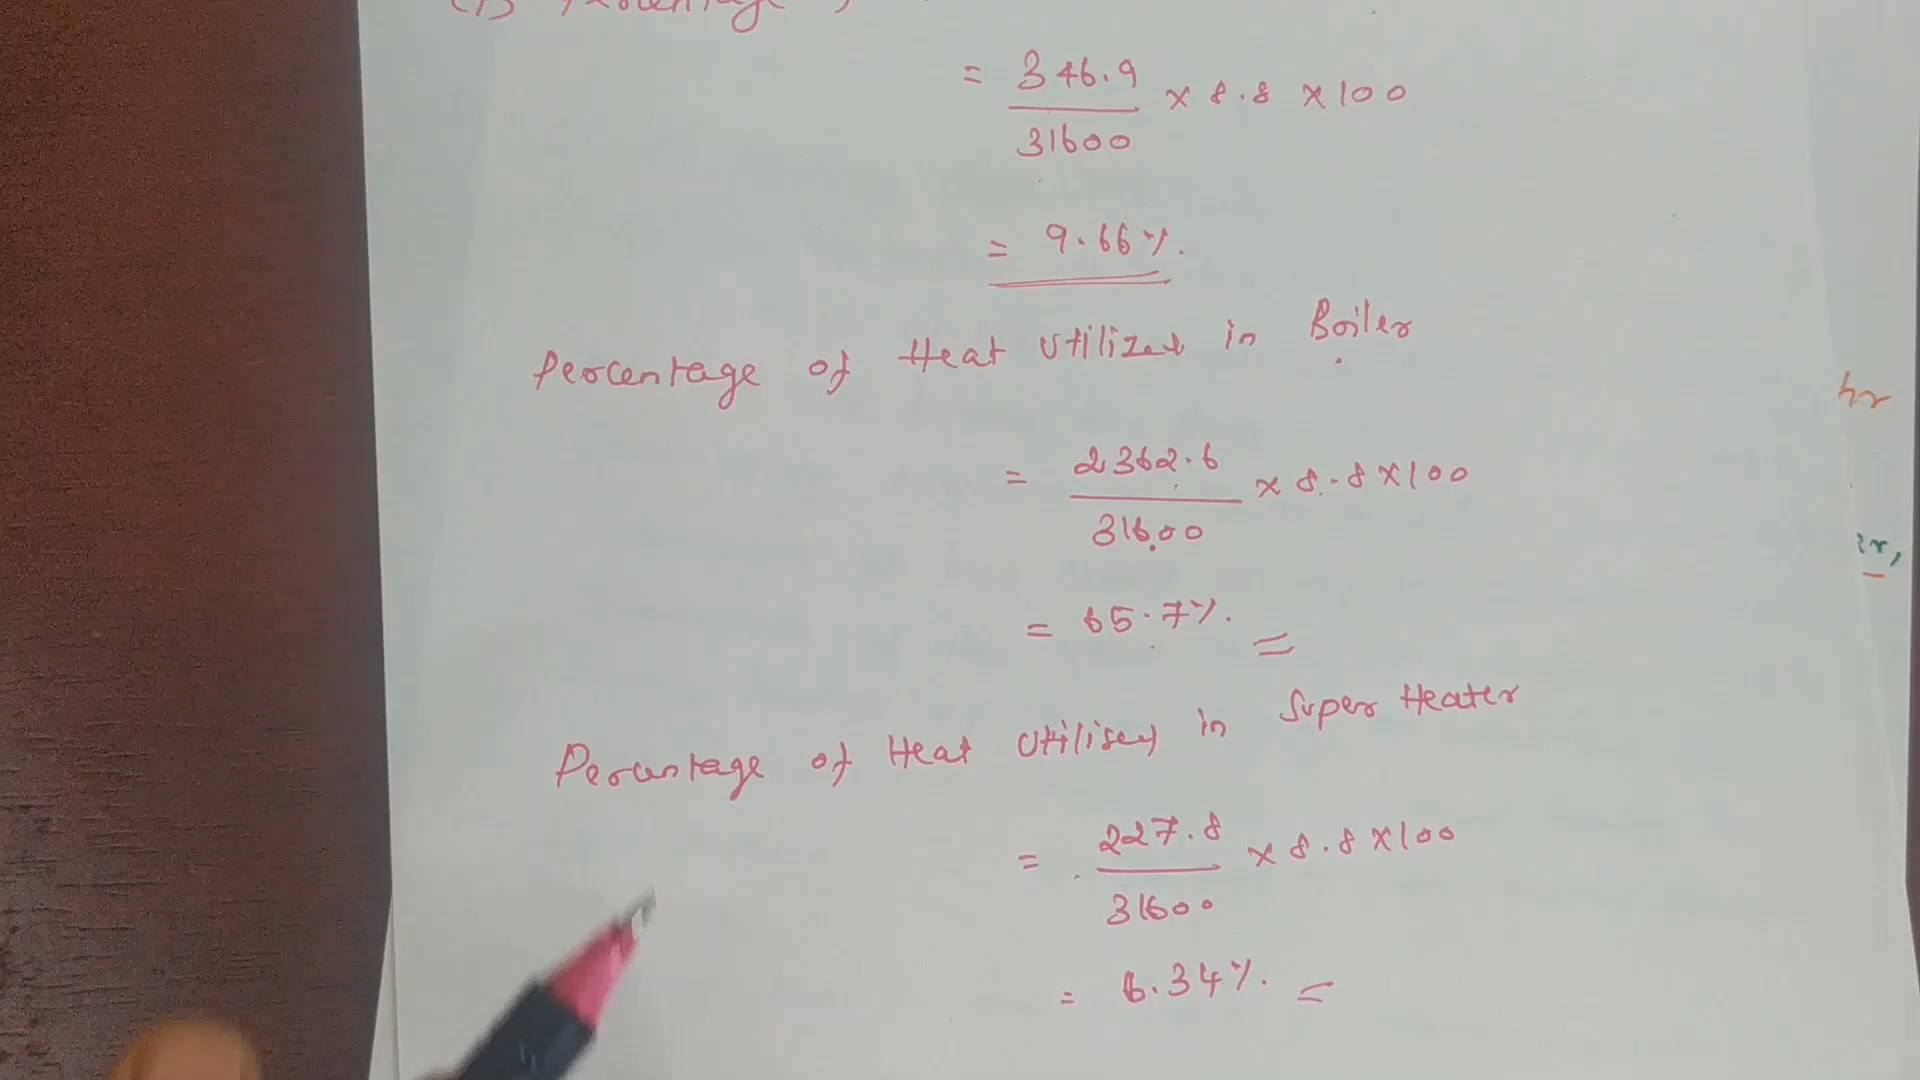 = 346.9 / 31600 x 8.8 x 100
= 9.66%.
Percentage of Heat Utilized in Boiler
= 2362.6 / 31600 x 8.8 x 100
= 65.7%. =
Percentage of Heat Utilised in Super Heater
= 227.8 / 31600 x 8.8 x 100
= 6.34%. =
hr